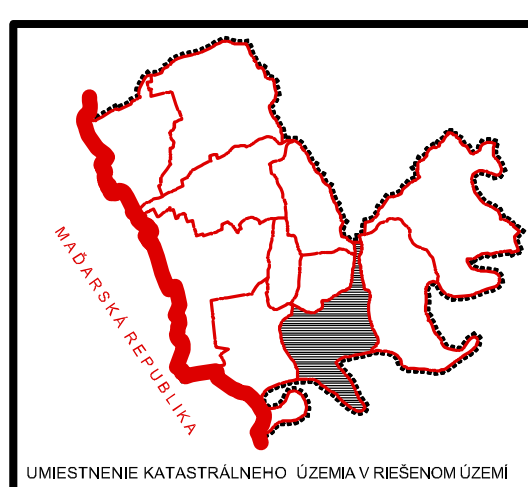 MAĎARSKÁ REPUBLIKA
UMIESTNENIE KATASTRÁLNEHO ÚZEMIA V RIEŠENOM ÚZEMÍ